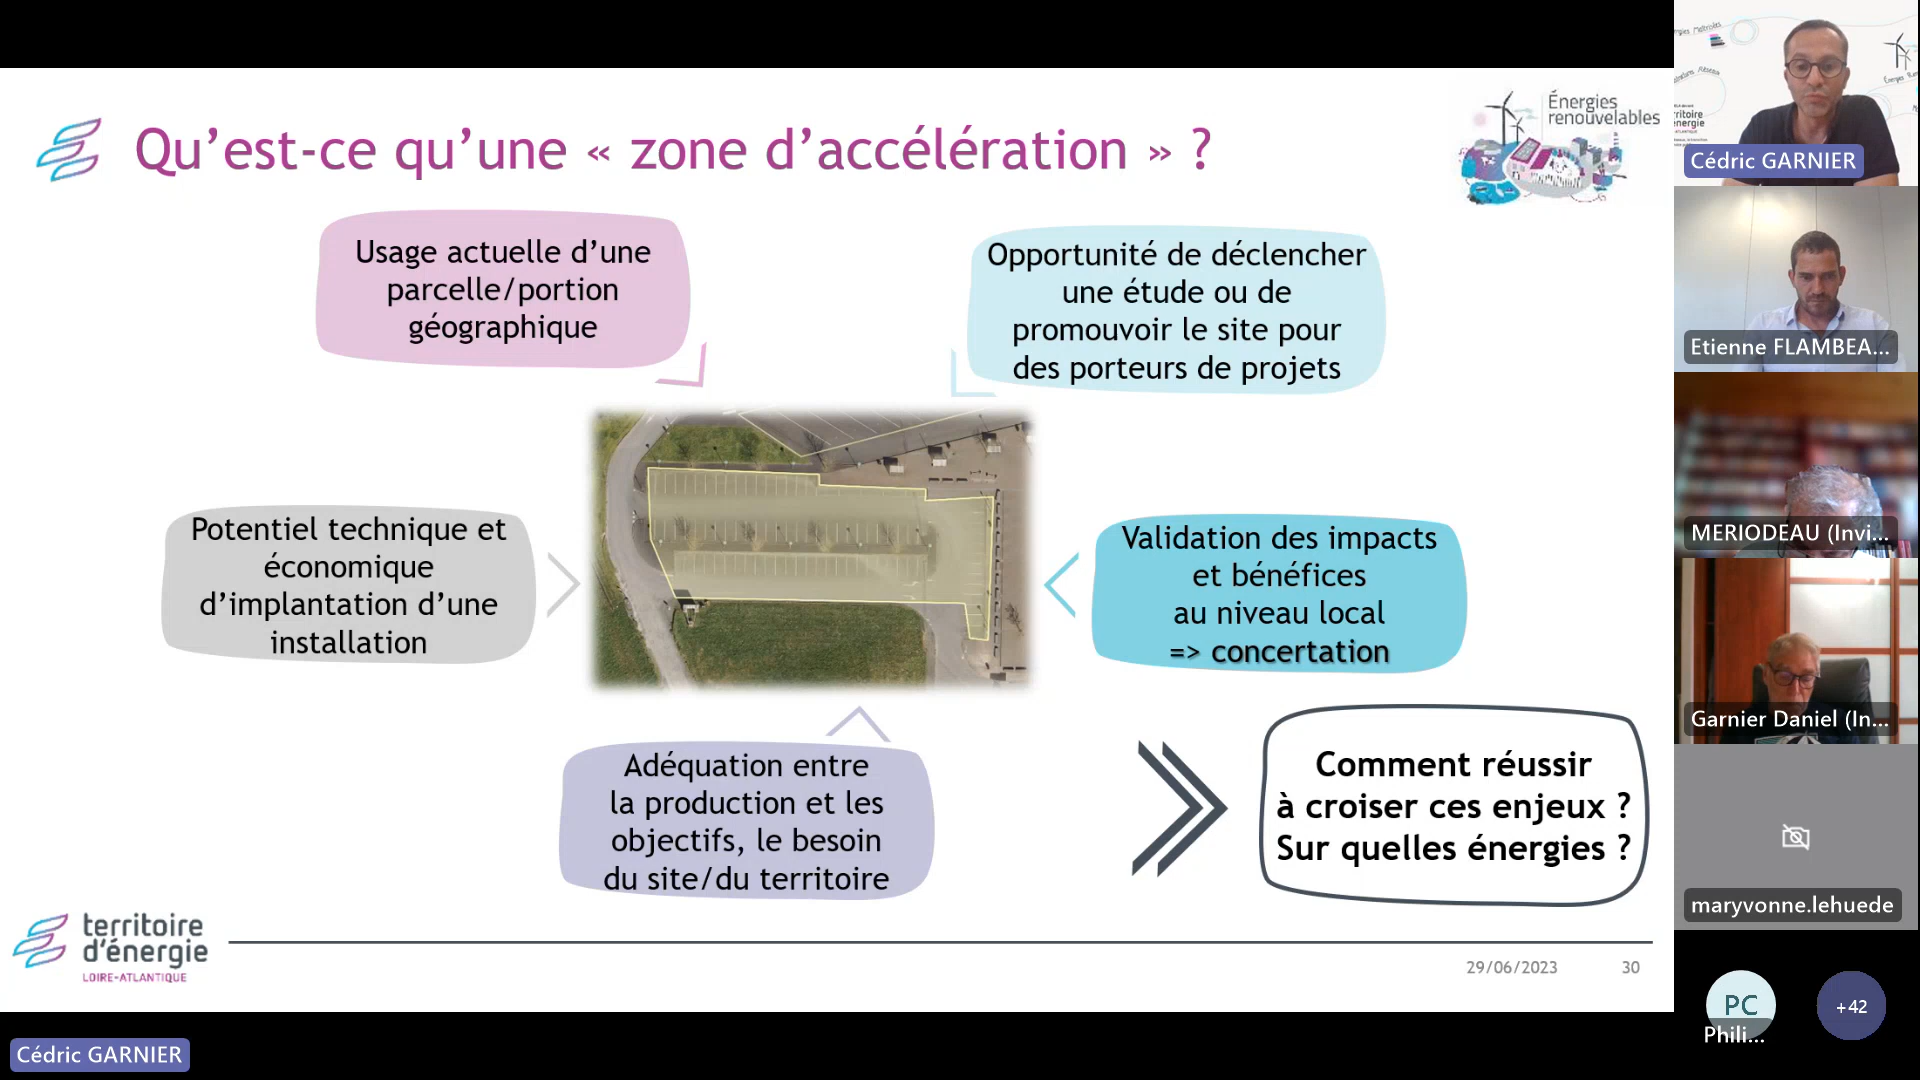 Qu’est-ce qu’une « zone d’accélération » ?
Énergies
renouvelables
Usage actuelle d’une
parcelle/portion
géographique
Opportunité de déclencher
une étude ou de
promouvoir le site pour
des porteurs de projets
Potentiel technique et
économique
d’implantation d’une
installation
Validation des impacts
et bénéfices
au niveau local
=> concertation
Adéquation entre
la production et les
objectifs, le besoin
du site/du territoire
Comment réussir
à croiser ces enjeux ?
Sur quelles énergies ?
territoire
d’énergie
LOIRE-ATLANTIQUE
29/06/2023
30
Cédric GARNIER
Cédric GARNIER
Etienne FLAMBEA...
MERIODEAU (Invi...
Garnier Daniel (In...
maryvonne.lehuede
PC
Phili...
+42